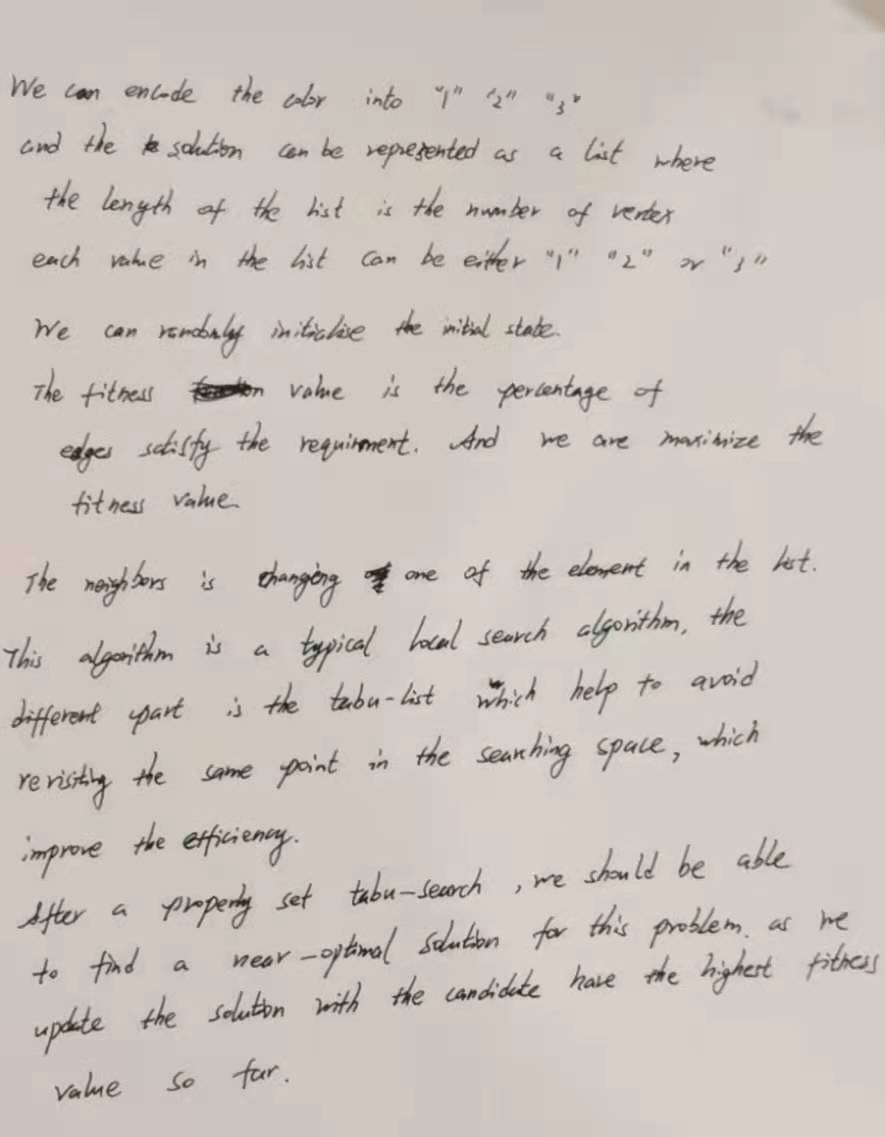 We can encode the color into "1" "2" "3"
and the solution can be represented as a list where
the length of the list is the number of vertex
each value in the list can be either "1" "2" or "3"
We can randomly initialise the initial state.
The fitness value is the percentage of
edges satisfy the requirment. And we are maximize the
fitness value.
The neighbors is changing one of the element in the list.
This algorithm is a typical local search algorithm, the
different part is the tabu-list which help to avoid
revisiting the same point in the searching space, which
improve the efficiency.
After a properly set tabu-search, we should be able
to find a near-optimal solution for this problem. as we
update the solution with the candidate have the highest fitness
value so far.